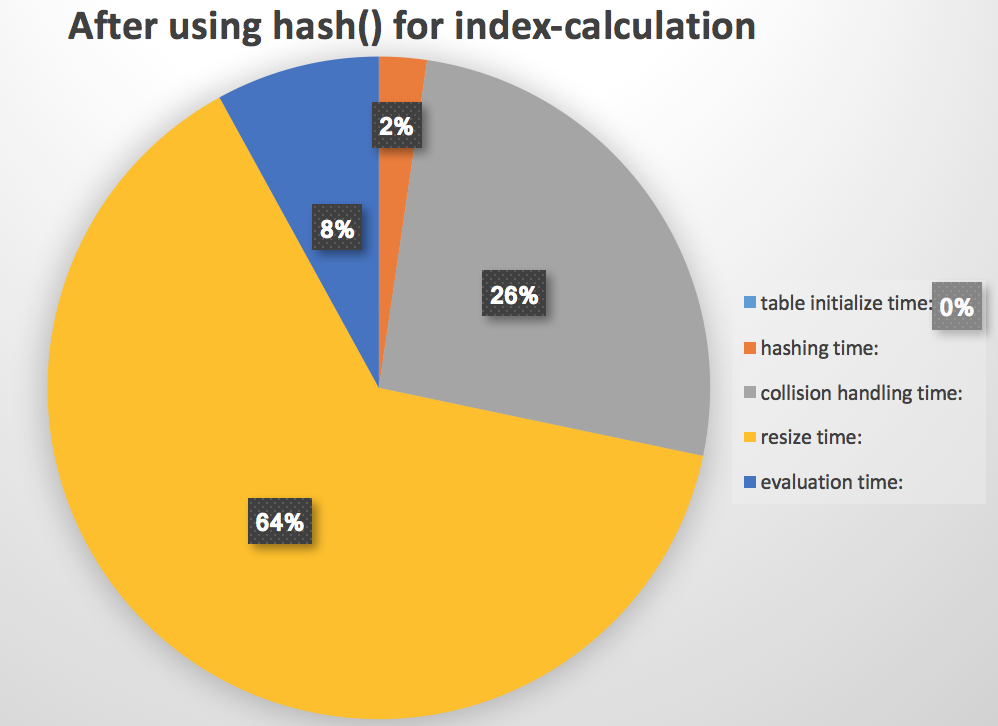 After using hash() for index-calculation
2%
8%
26%
64%
table initialize time: 0%
hashing time:
collision handling time:
resize time:
evaluation time: